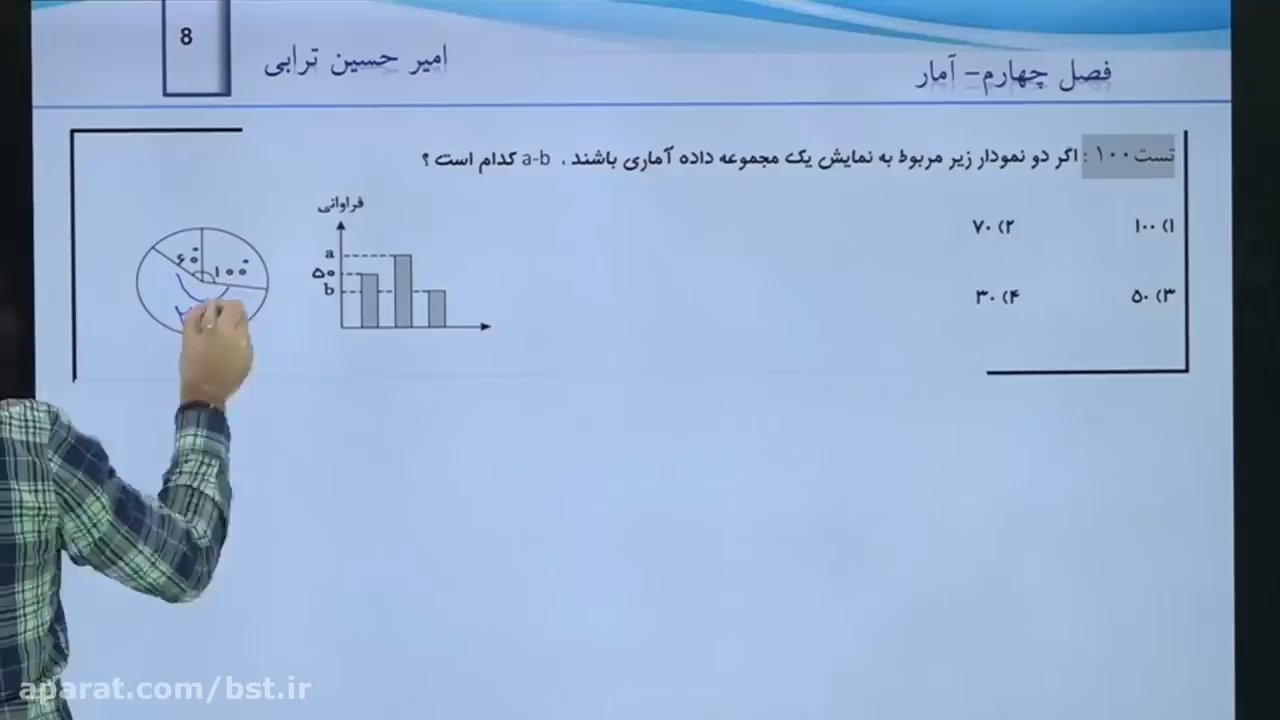 8
امیر حسین ترابی
فصل چهارم- آمار
تست ۱۰۰ : اگر دو نمودار زیر مربوط به نمایش یک مجموعه داده آماری باشند ، a-b کدام است ؟
۱) ۱۰۰
۲) ۷۰
۳) ۵۰
۴) ۳۰
فراوانی
a
۵۰
b
۶۰°
۱۰۰°
aparat.com/bst.ir